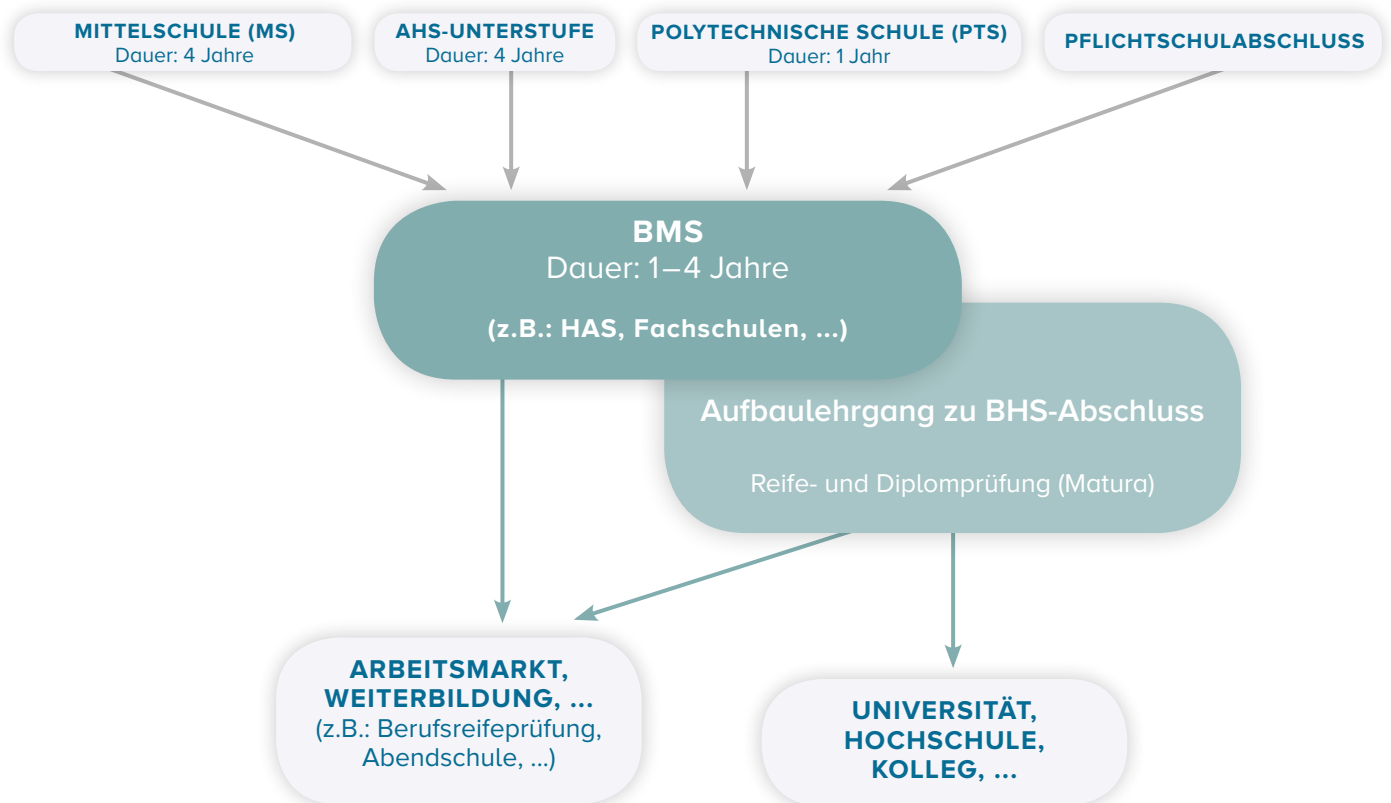 MITTELSCHULE (MS)
Dauer: 4 Jahre
AHS-UNTERSTUFE
Dauer: 4 Jahre
POLYTECHNISCHE SCHULE (PTS)
Dauer: 1 Jahr
PFLICHTSCHULABSCHLUSS
BMS
Dauer: 1–4 Jahre
(z.B.: HAS, Fachschulen, ...)
Aufbaulehrgang zu BHS-Abschluss
Reife- und Diplomprüfung (Matura)
ARBEITSMARKT,
WEITERBILDUNG, ...
(z.B.: Berufsreifeprüfung,
Abendschule, ...)
UNIVERSITÄT,
HOCHSCHULE,
KOLLEG, ...